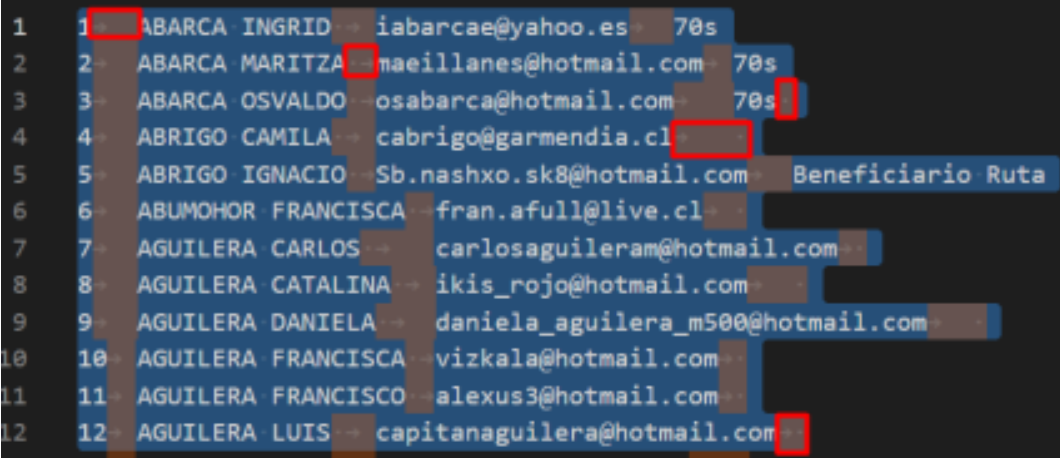 1 1 ABARCA INGRID iabarcae@yahoo.es 70s
2 2 ABARCA MARITZA maeillanes@hotmail.com 70s
3 3 ABARCA OSVALDO osabarca@hotmail.com 70s
4 4 ABRIGO CAMILA cabrigo@garmendia.cl
5 5 ABRIGO IGNACIO Sb.nashxo.sk8@hotmail.com Beneficiario Ruta
6 6 ABUMOHOR FRANCISCA fran.afull@live.cl
7 7 AGUILERA CARLOS carlosaguileram@hotmail.com
8 8 AGUILERA CATALINA ikis_rojo@hotmail.com
9 9 AGUILERA DANIELA daniela_aguilera_m500@hotmail.com
10 10 AGUILERA FRANCISCA vizkala@hotmail.com
11 11 AGUILERA FRANCISCO alexus3@hotmail.com
12 12 AGUILERA LUIS capitanaguilera@hotmail.com